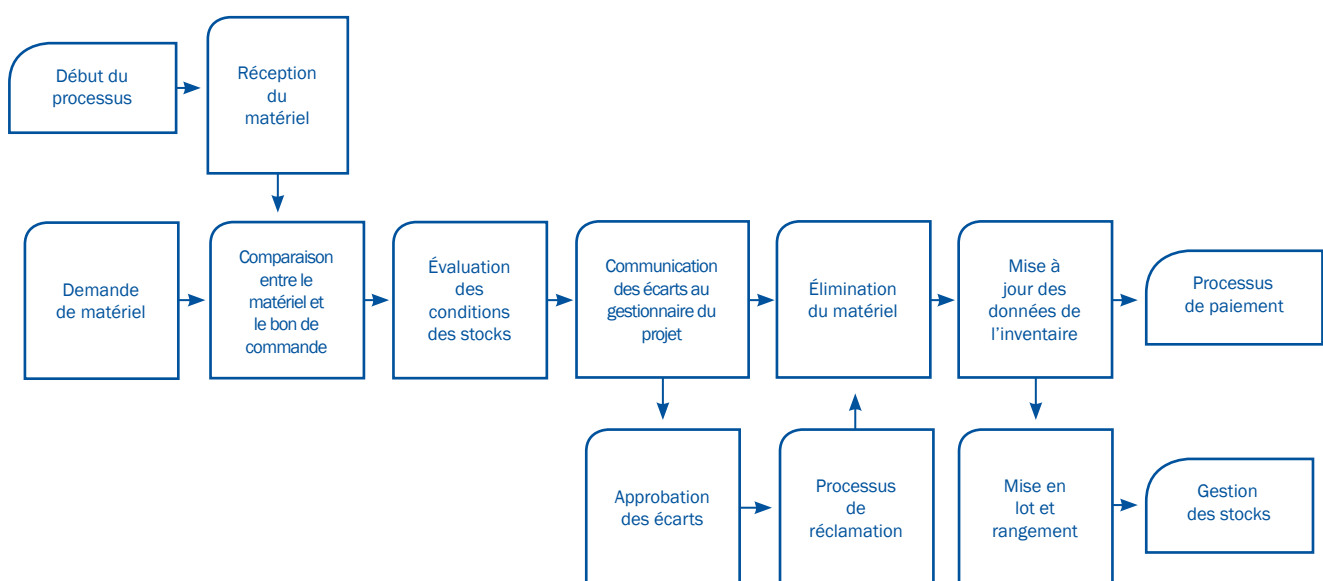 Début du
processus
Réception
du
matériel
Demande
de matériel
Comparaison
entre le
matériel et
le bon de
commande
Évaluation
des
conditions
des stocks
Communication
des écarts au
gestionnaire du
projet
Élimination
du matériel
Mise à
jour des
données de
l’inventaire
Processus
de paiement
Approbation
des écarts
Processus
de
réclamation
Mise en
lot et
rangement
Gestion
des stocks